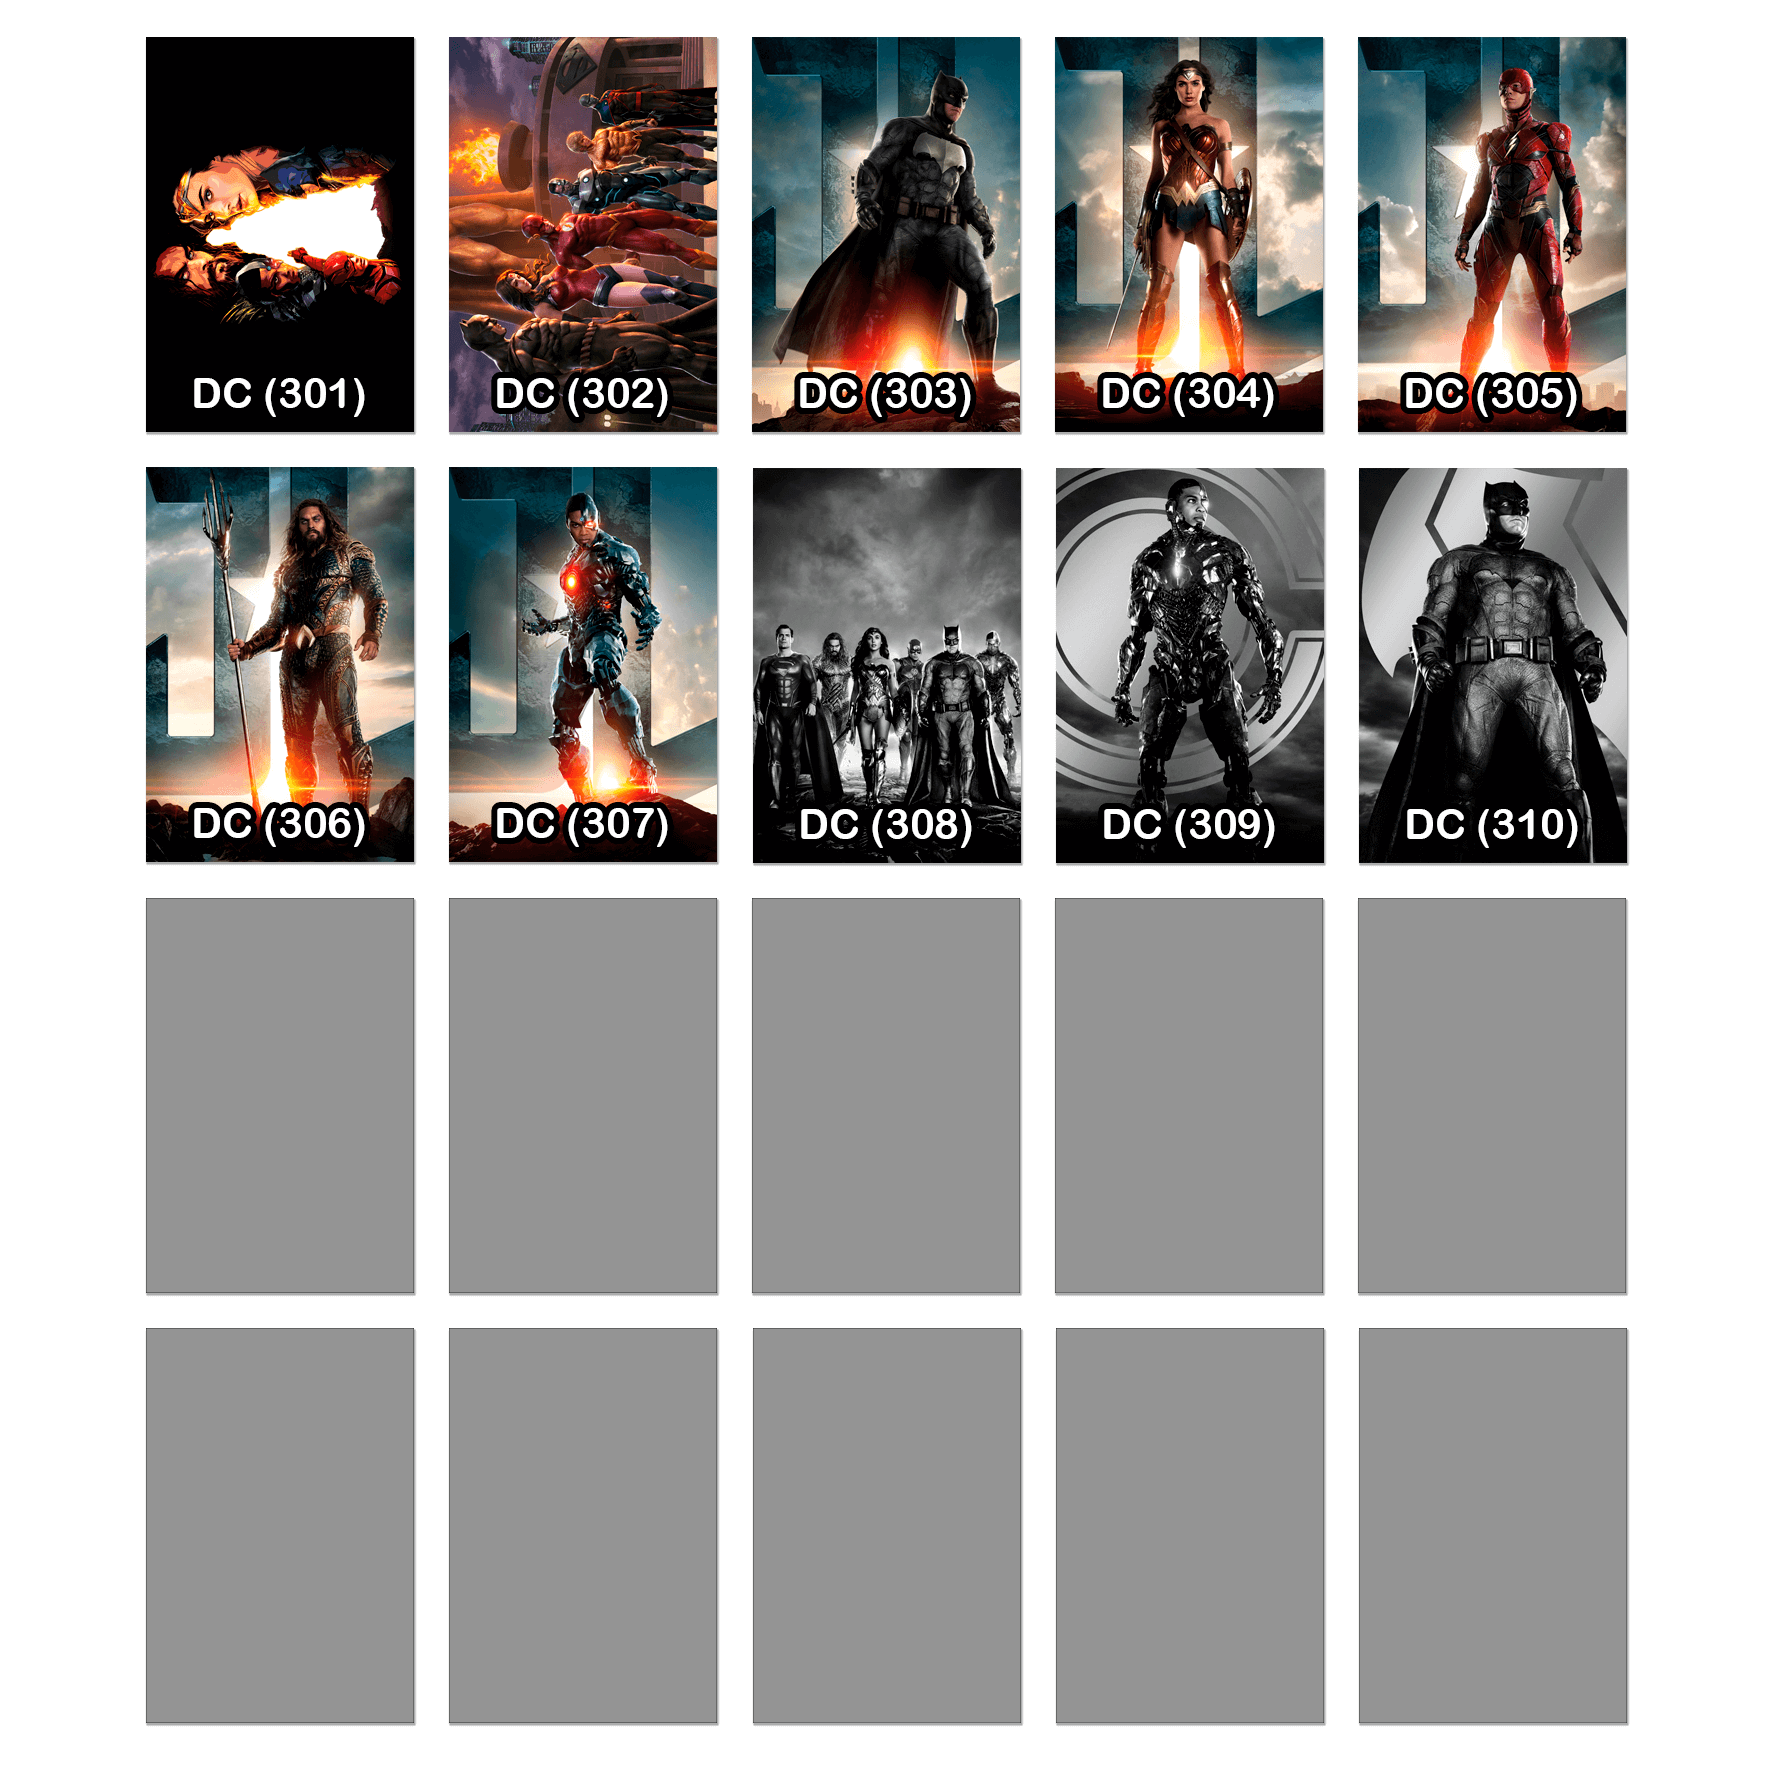 DC (301)
DC (302)
DC (303)
DC (304)
DC (305)
DC (306)
DC (307)
DC (308)
DC (309)
DC (310)